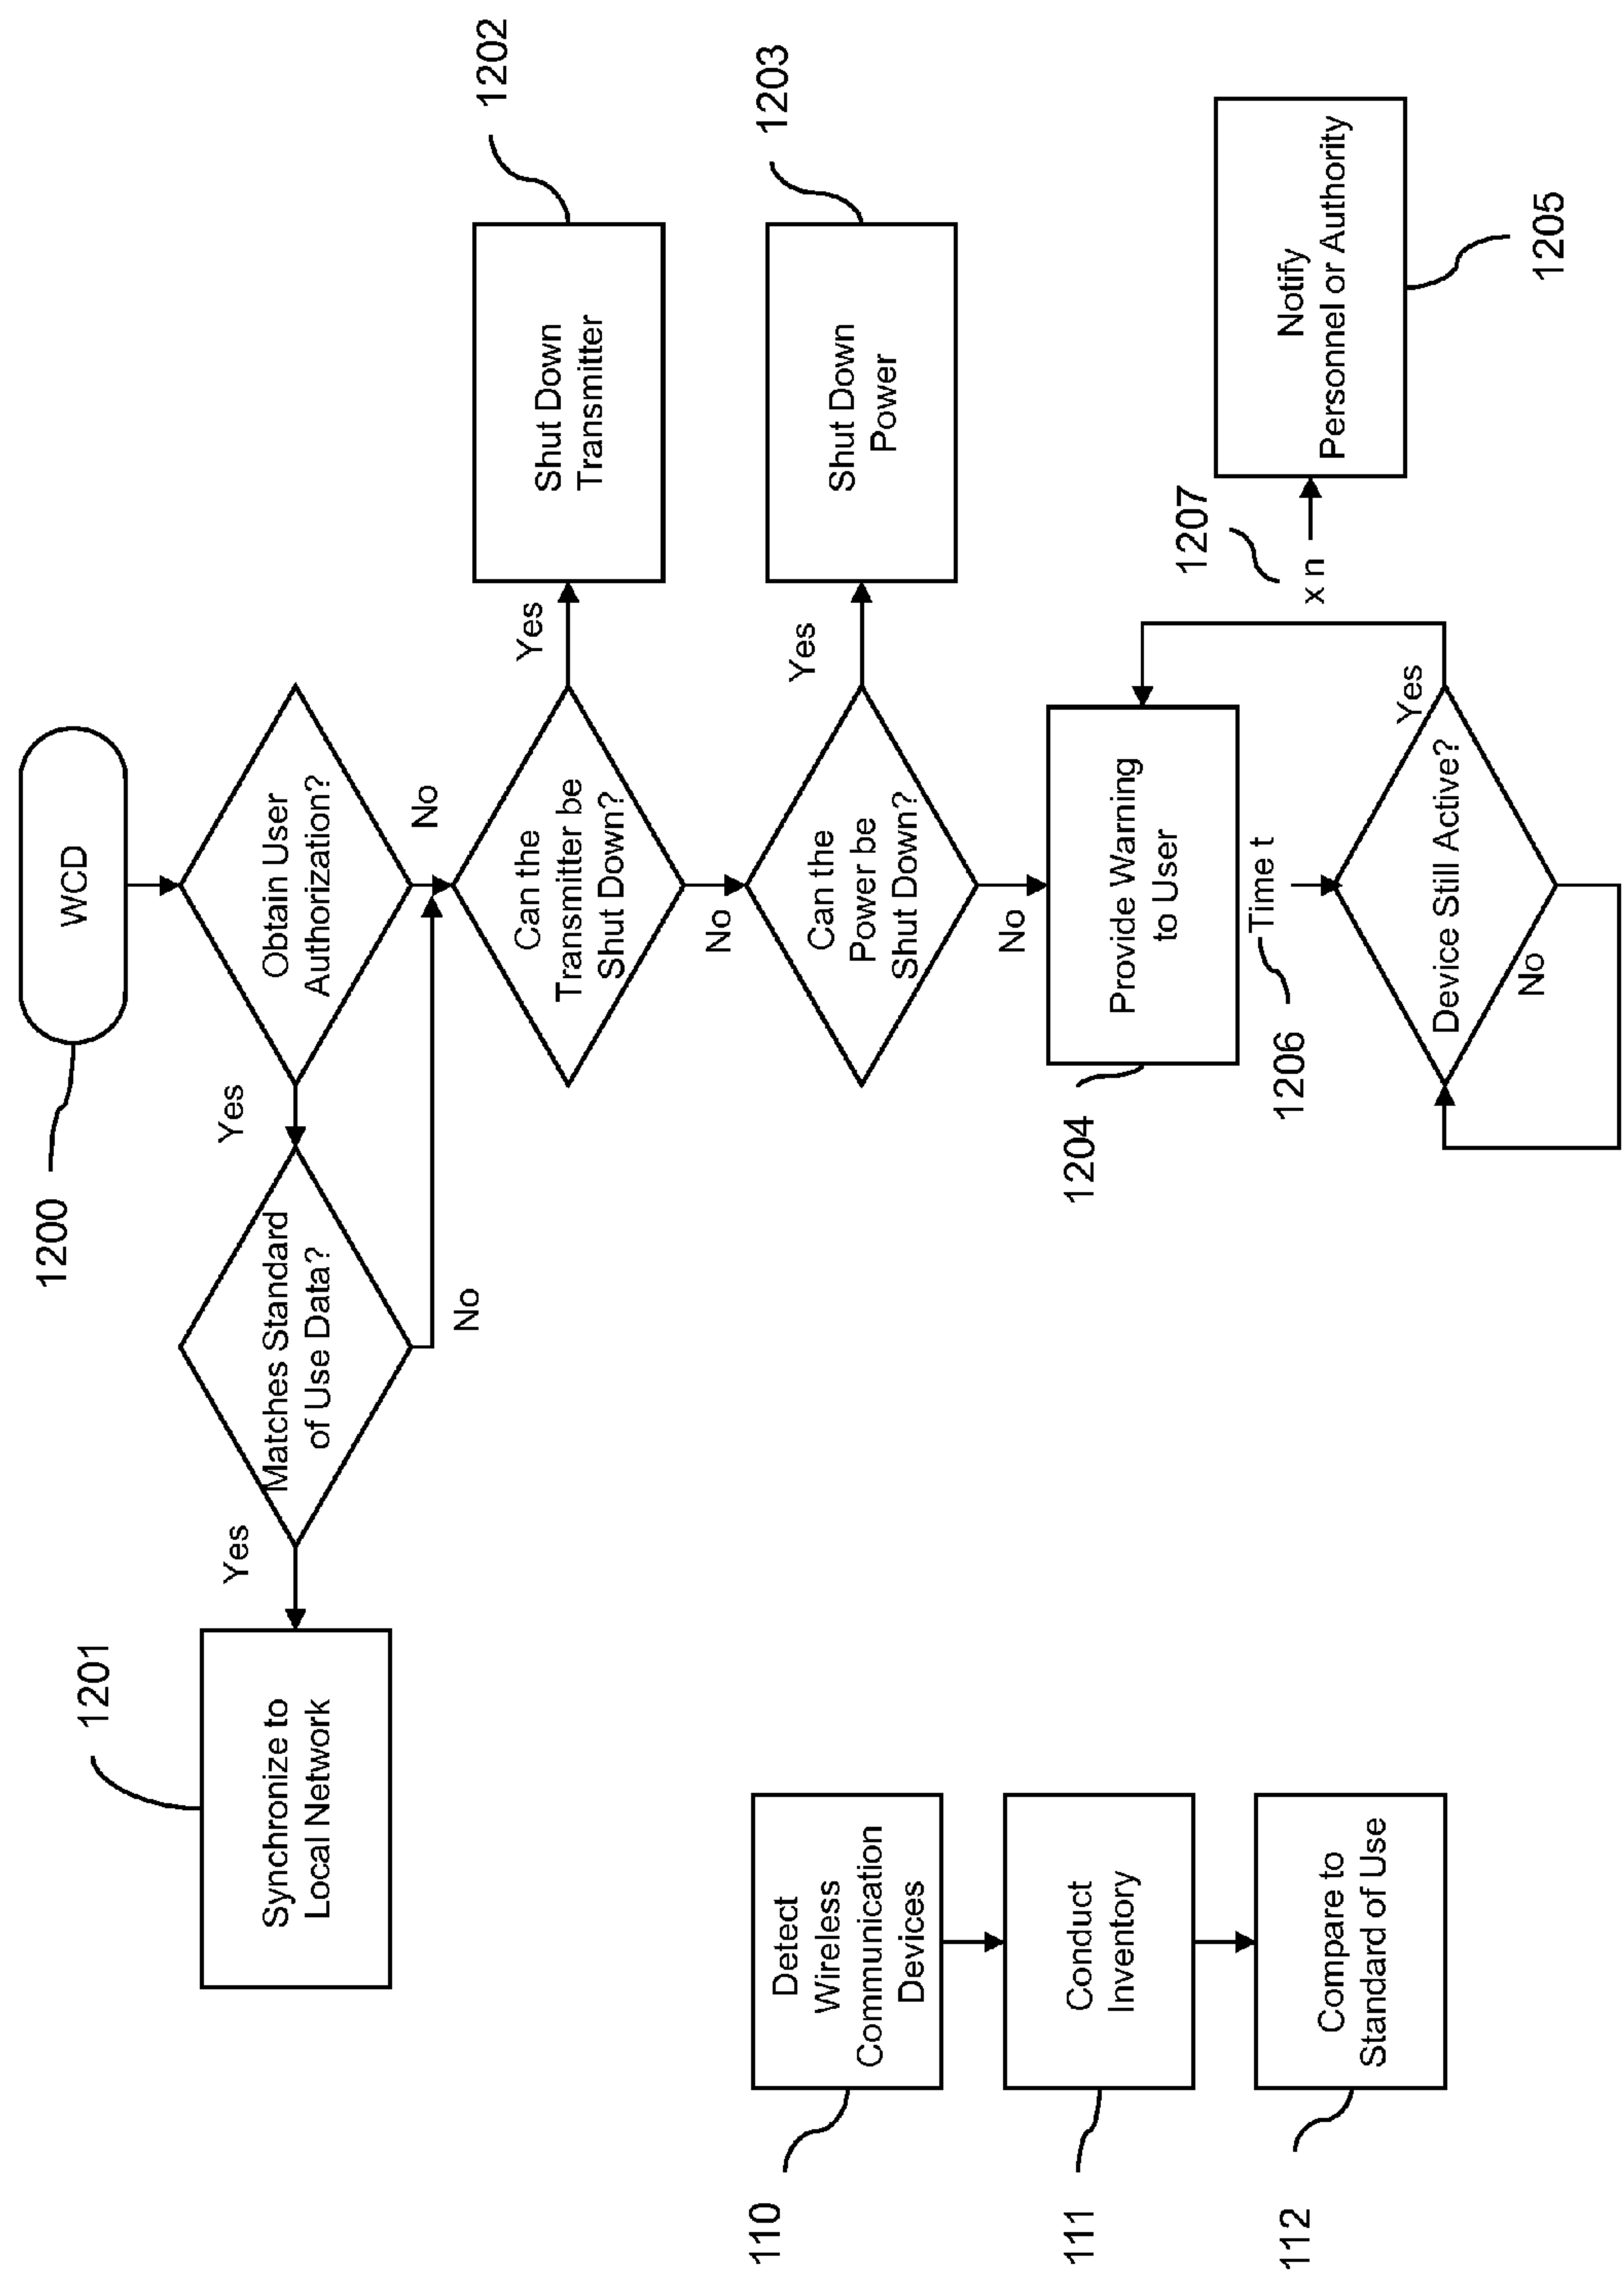 1200
WCD
Obtain User
Authorization?
Yes
No
Matches Standard
of Use Data?
Yes
No
1201
Synchronize to
Local Network
Can the
Transmitter be
Shut Down?
Yes
No
1202
Shut Down
Transmitter
Can the
Power be
Shut Down?
Yes
No
1203
Shut Down
Power
1204
Provide Warning
to User
1206
Time t
Device Still Active?
Yes
No
1207
x n
Notify
Personnel or Authority
1205
110
Detect
Wireless
Communication
Devices
111
Conduct
Inventory
112
Compare to
Standard of Use